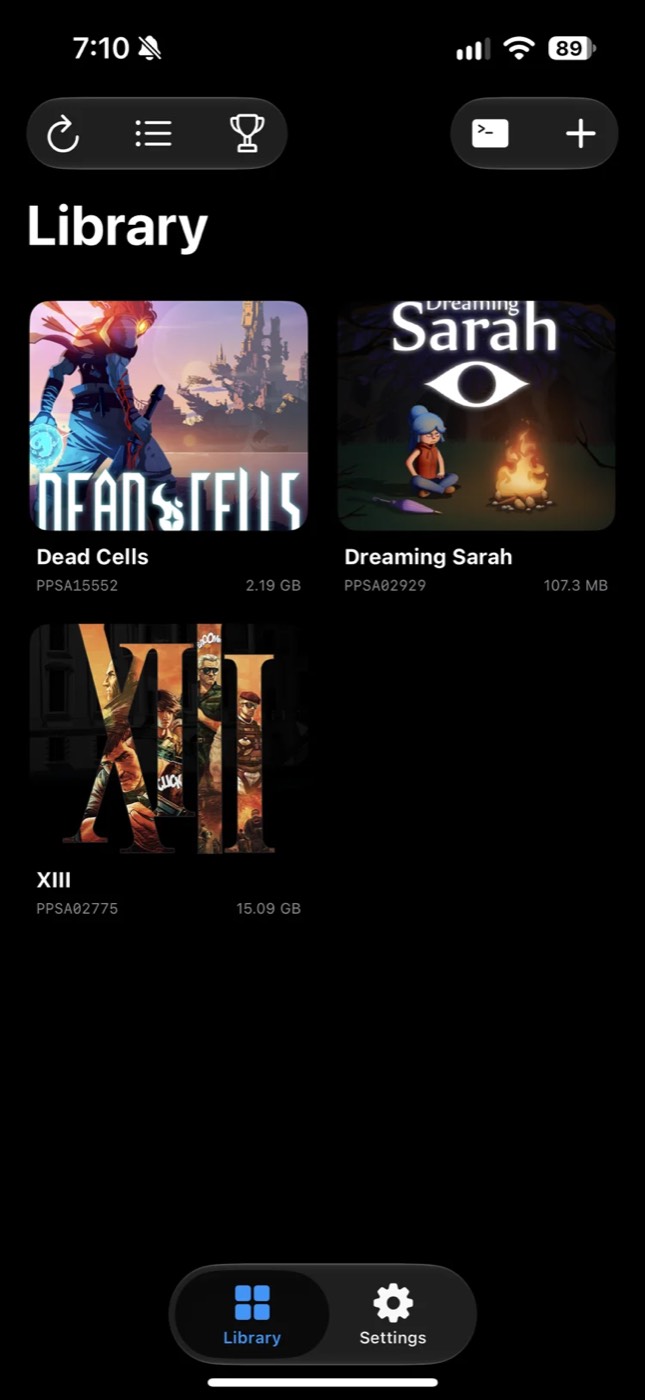 7:10
89
Library
Dreaming
Sarah
DEAD CELLS
Dead Cells
Dreaming Sarah
PPSA15552
2.19 GB
PPSA02929
107.3 MB
XIII
CLICK
XIII
PPSA02775
15.09 GB
Library
Settings